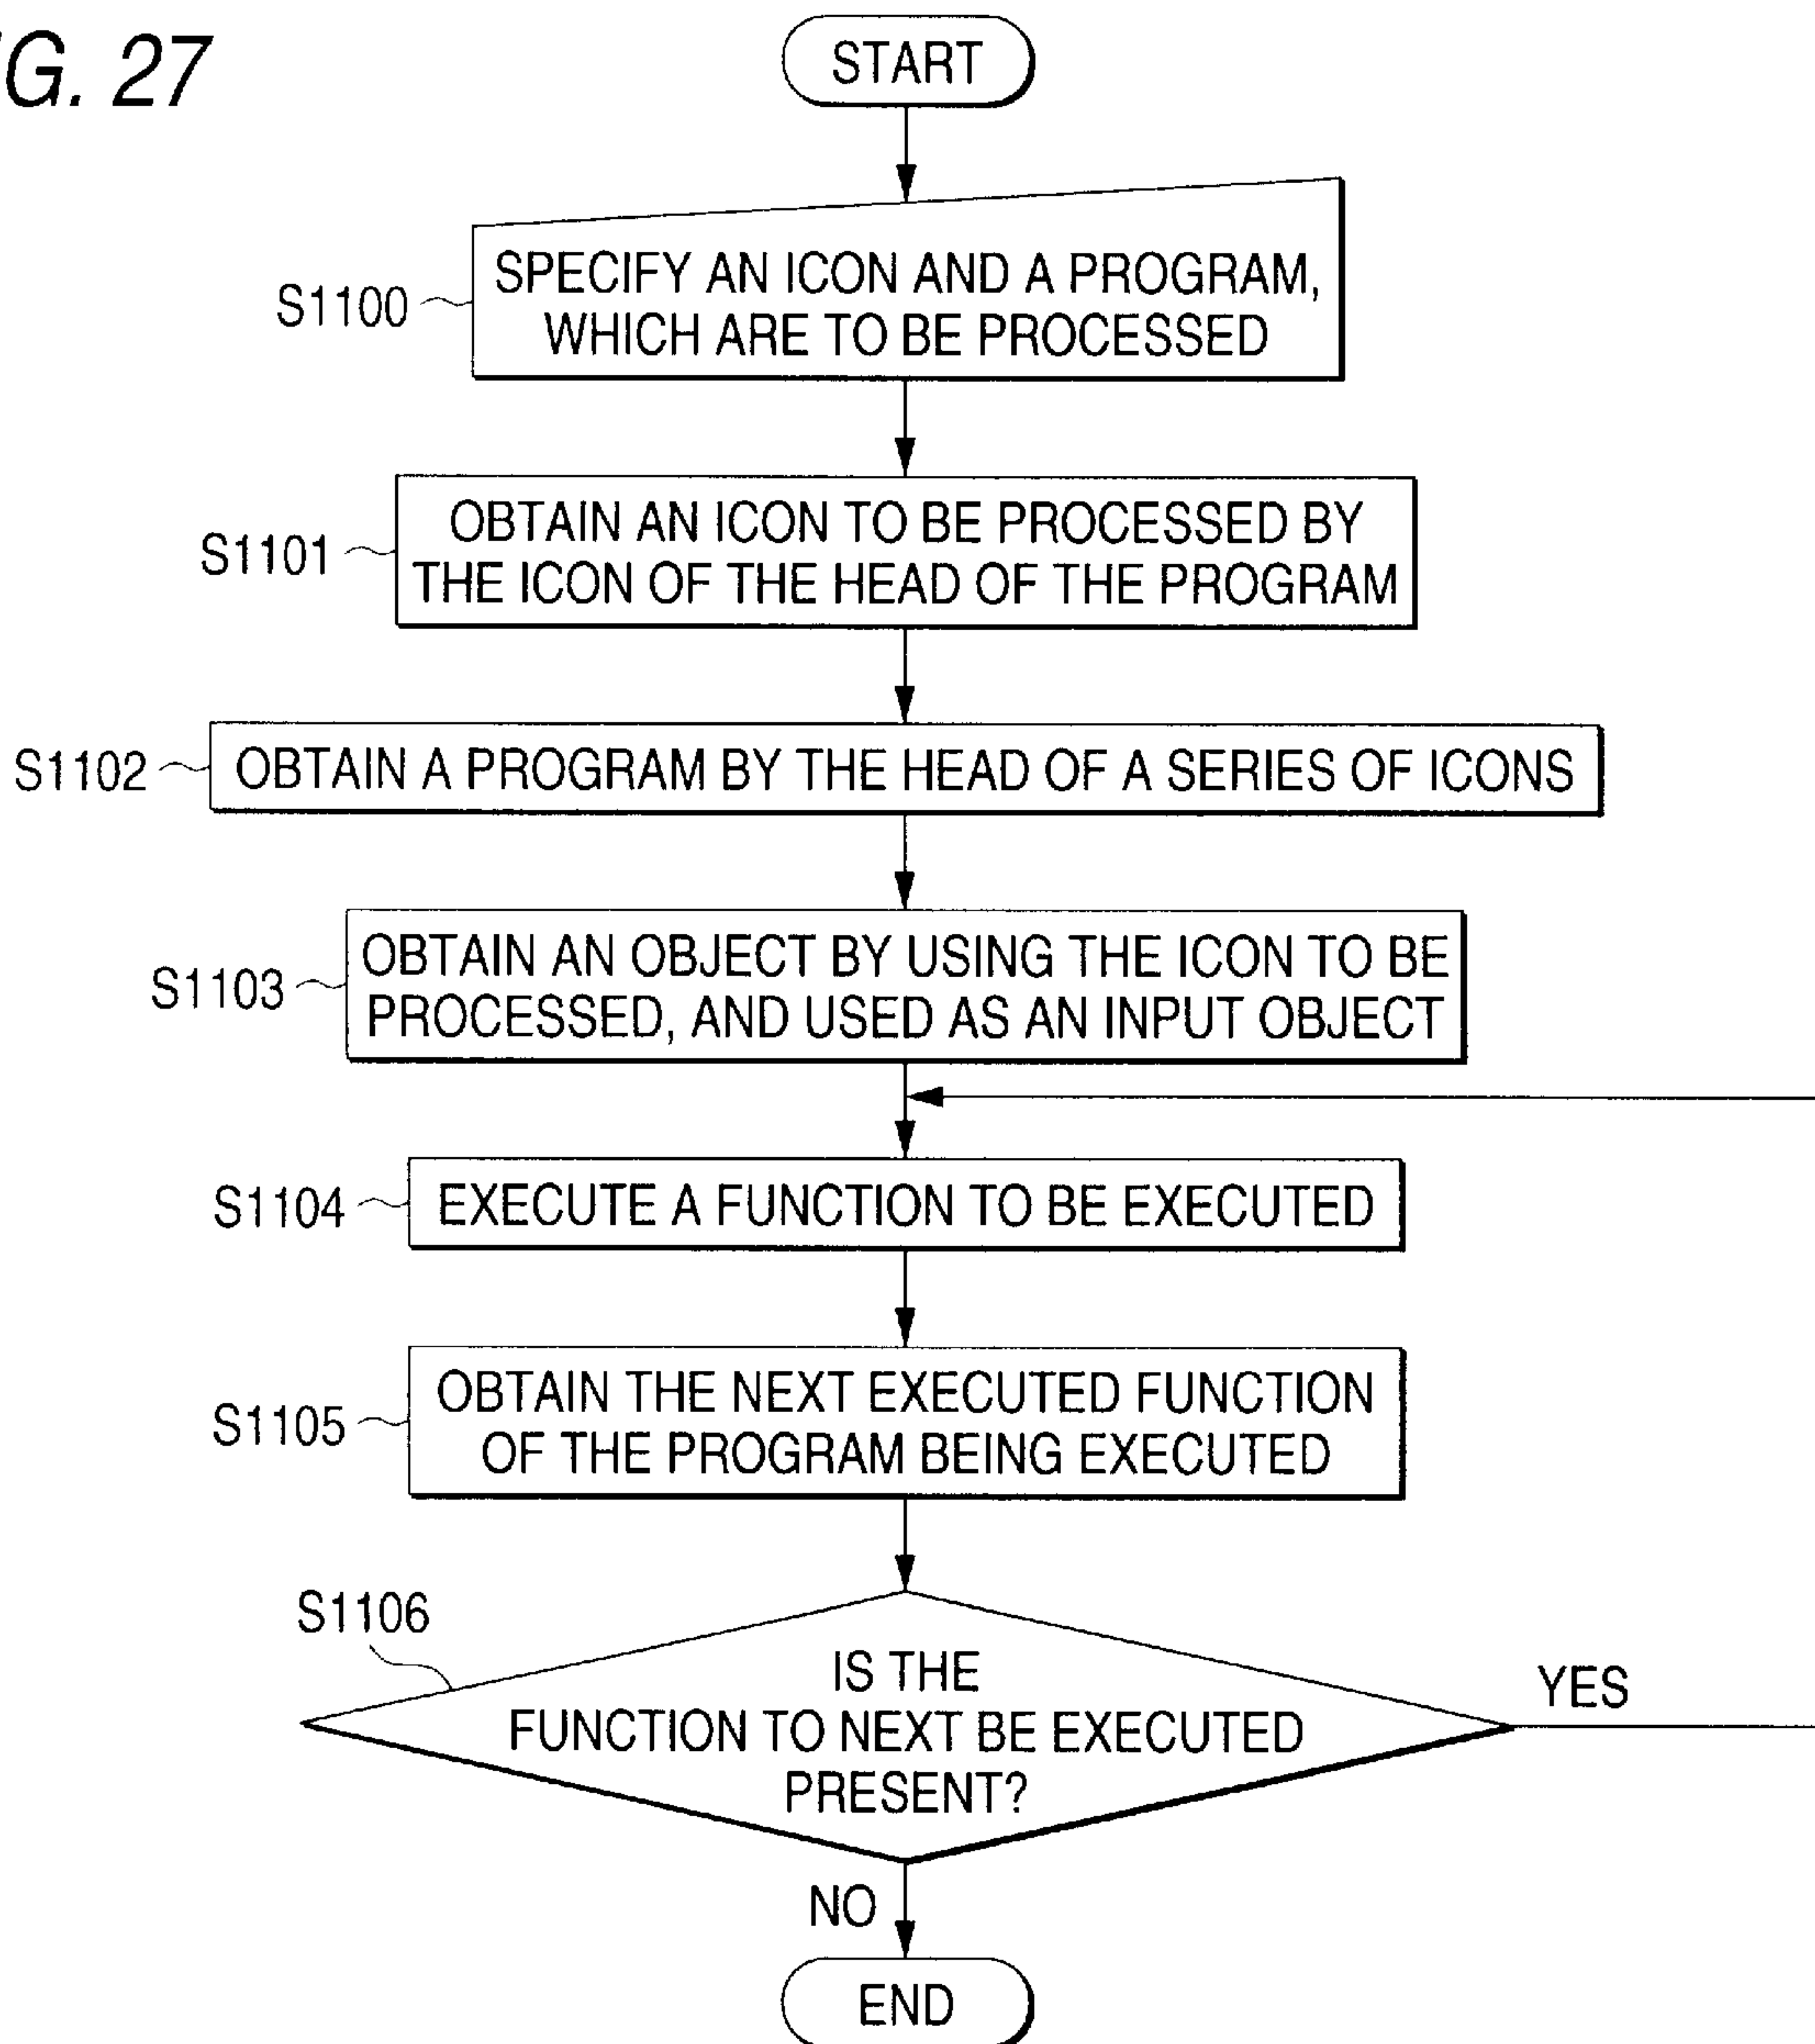 G. 27
START
S1100
SPECIFY AN ICON AND A PROGRAM,
WHICH ARE TO BE PROCESSED
S1101
OBTAIN AN ICON TO BE PROCESSED BY
THE ICON OF THE HEAD OF THE PROGRAM
S1102
OBTAIN A PROGRAM BY THE HEAD OF A SERIES OF ICONS
S1103
OBTAIN AN OBJECT BY USING THE ICON TO BE
PROCESSED, AND USED AS AN INPUT OBJECT
S1104
EXECUTE A FUNCTION TO BE EXECUTED
S1105
OBTAIN THE NEXT EXECUTED FUNCTION
OF THE PROGRAM BEING EXECUTED
S1106
IS THE
FUNCTION TO NEXT BE EXECUTED
PRESENT?
YES
NO
END